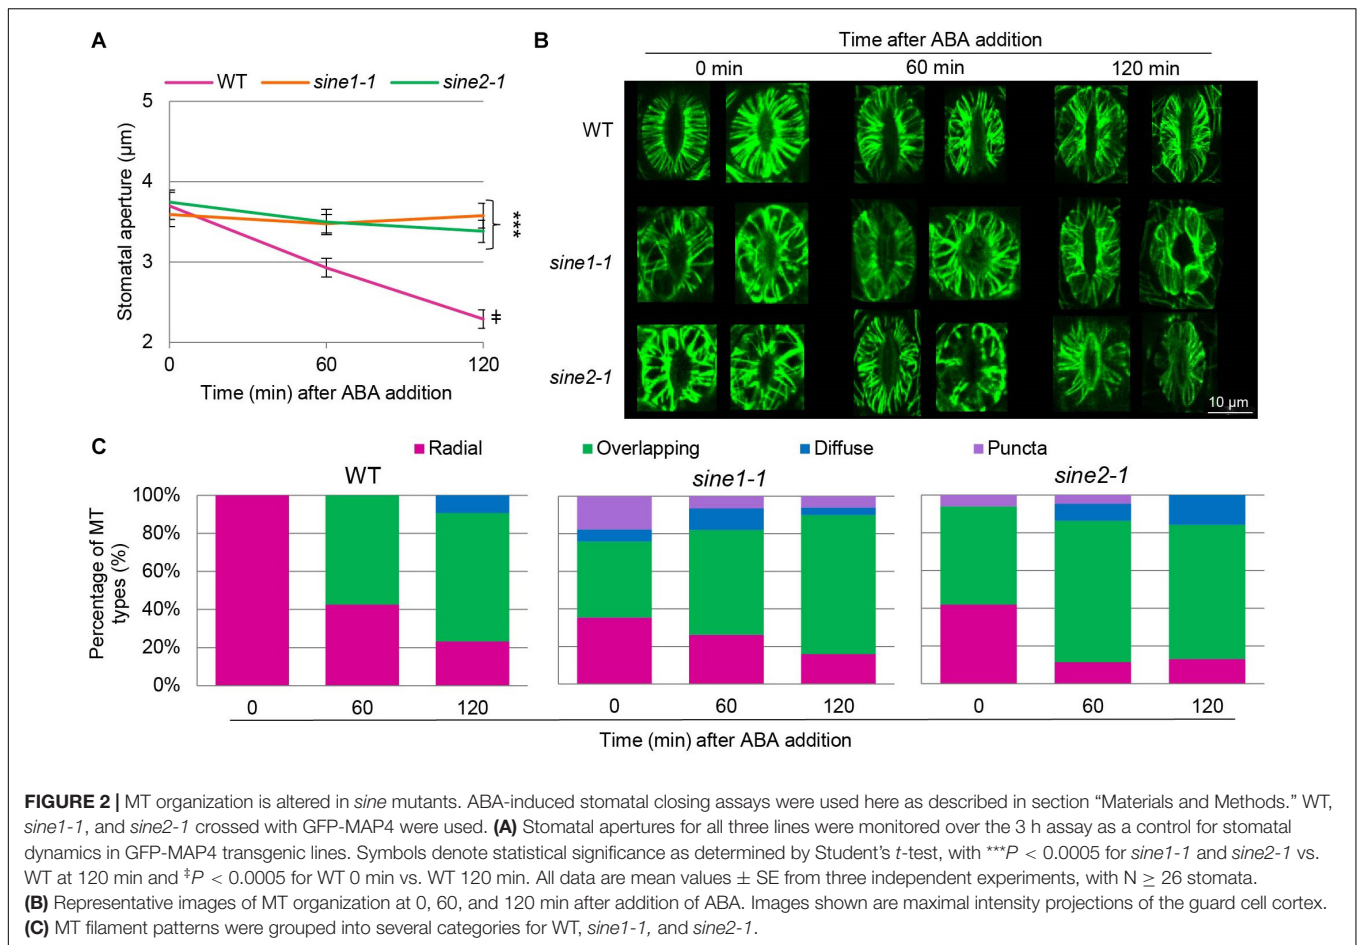 A
WT sine1-1 sine2-1
5
4
3
2
Stomatal aperture (μm)
0 60 120
Time (min) after ABA addition
***
ǂ
B
Time after ABA addition
0 min 60 min 120 min
WT
sine1-1
sine2-1
10 μm
C
Radial Overlapping Diffuse Puncta
WT sine1-1 sine2-1
Percentage of MT
types (%)
100%
80%
60%
40%
20%
0%
0 60 120 0 60 120 0 60 120
Time (min) after ABA addition
FIGURE 2 | MT organization is altered in sine mutants. ABA-induced stomatal closing assays were used here as described in section “Materials and Methods.” WT,
sine1-1, and sine2-1 crossed with GFP-MAP4 were used. (A) Stomatal apertures for all three lines were monitored over the 3 h assay as a control for stomatal
dynamics in GFP-MAP4 transgenic lines. Symbols denote statistical significance as determined by Student’s t-test, with ***P < 0.0005 for sine1-1 and sine2-1 vs.
WT at 120 min and ‡P < 0.0005 for WT 0 min vs. WT 120 min. All data are mean values ± SE from three independent experiments, with N ≥ 26 stomata.
(B) Representative images of MT organization at 0, 60, and 120 min after addition of ABA. Images shown are maximal intensity projections of the guard cell cortex.
(C) MT filament patterns were grouped into several categories for WT, sine1-1, and sine2-1.